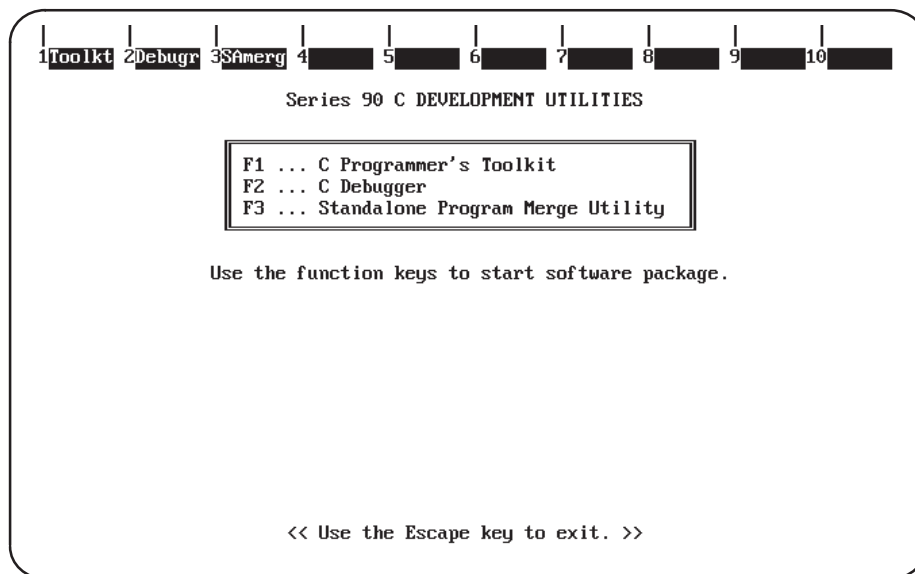 1Toolkt 2Debugr 3SAmerg 4 5 6 7 8 9 10
Series 90 C DEVELOPMENT UTILITIES
F1 ... C Programmer's Toolkit
F2 ... C Debugger
F3 ... Standalone Program Merge Utility
Use the function keys to start software package.
<< Use the Escape key to exit. >>